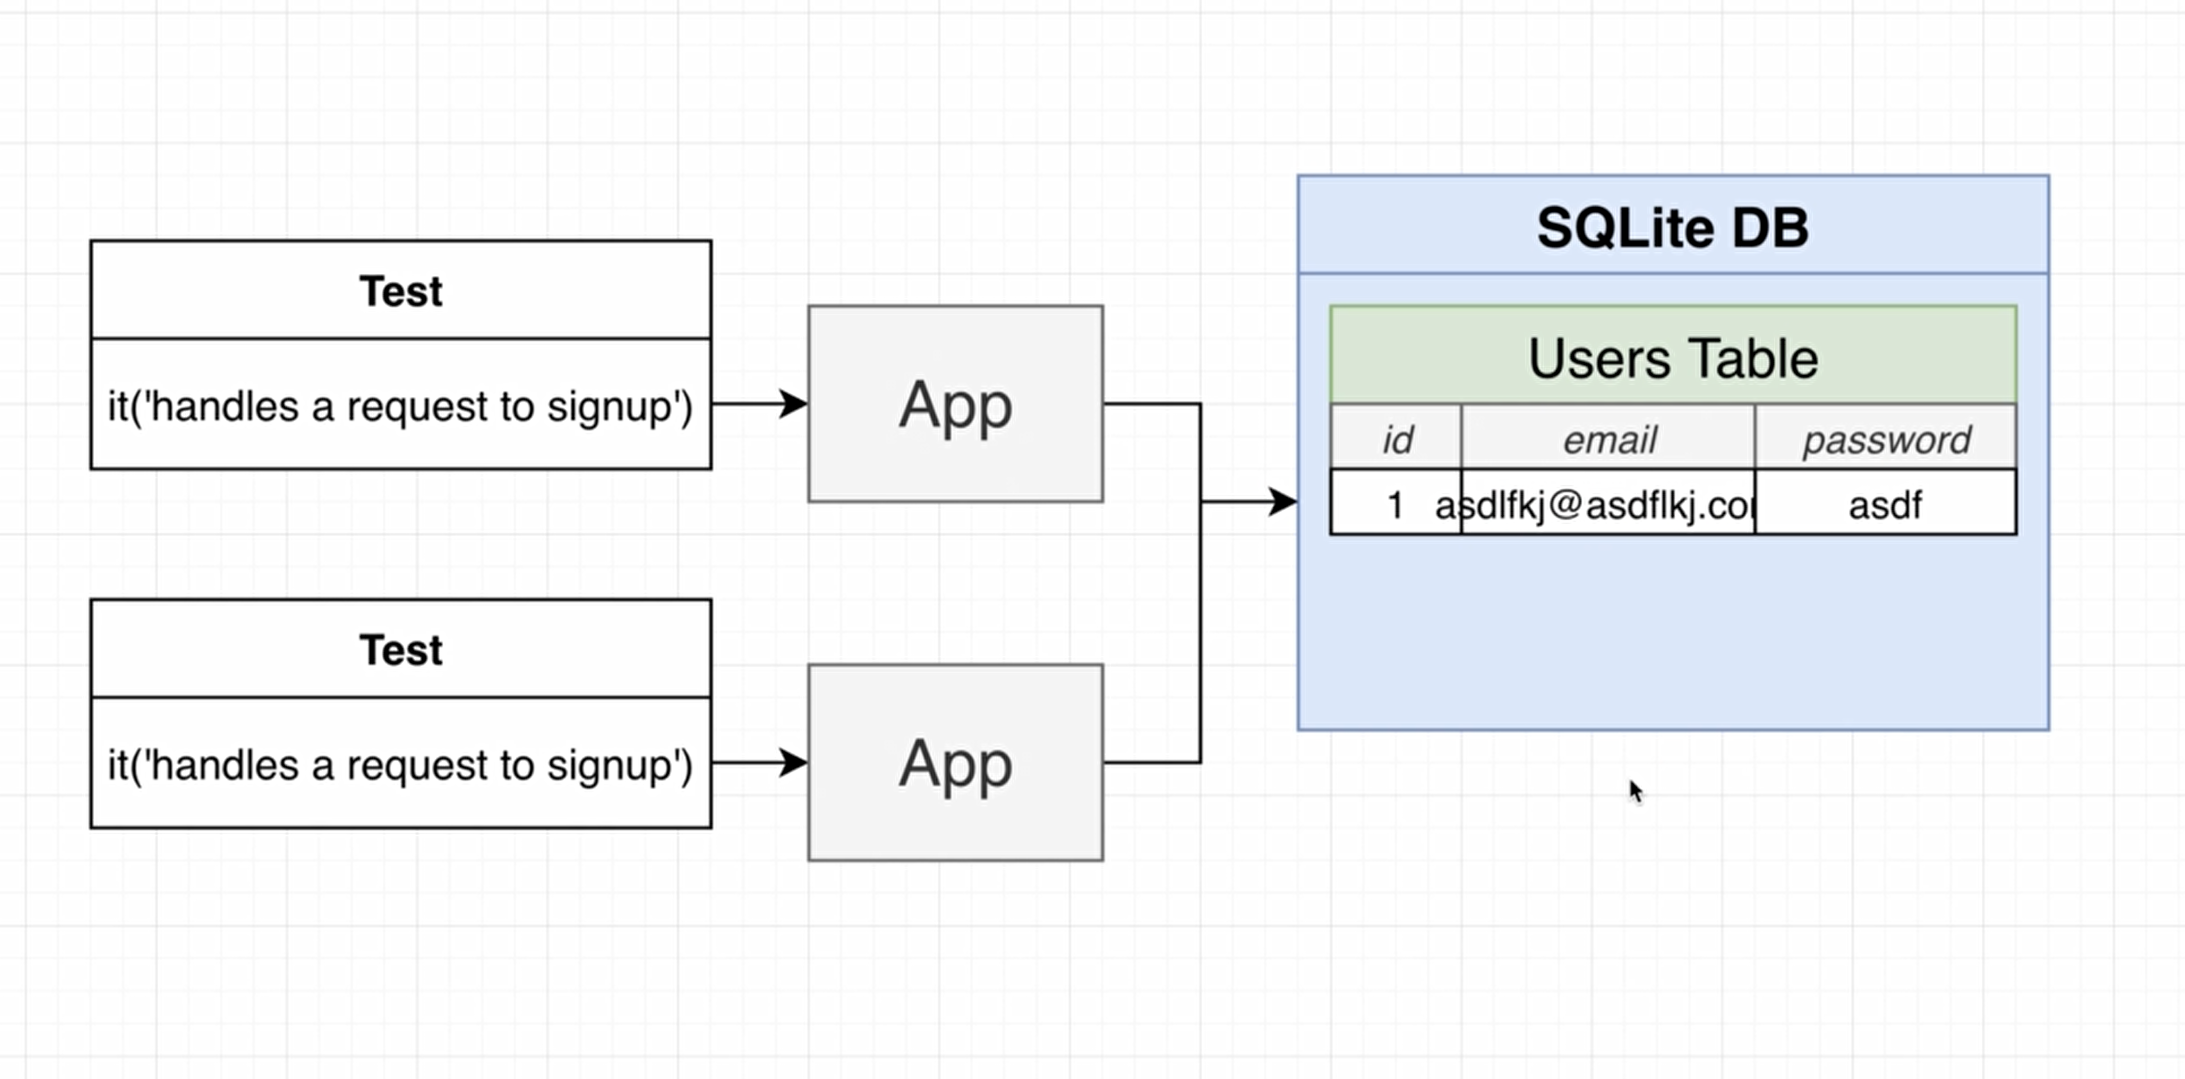 Test
it('handles a request to signup')
App
Test
it('handles a request to signup')
App
SQLite DB
Users Table
id email password
1 asdlfkj@asdflkj.co asdf